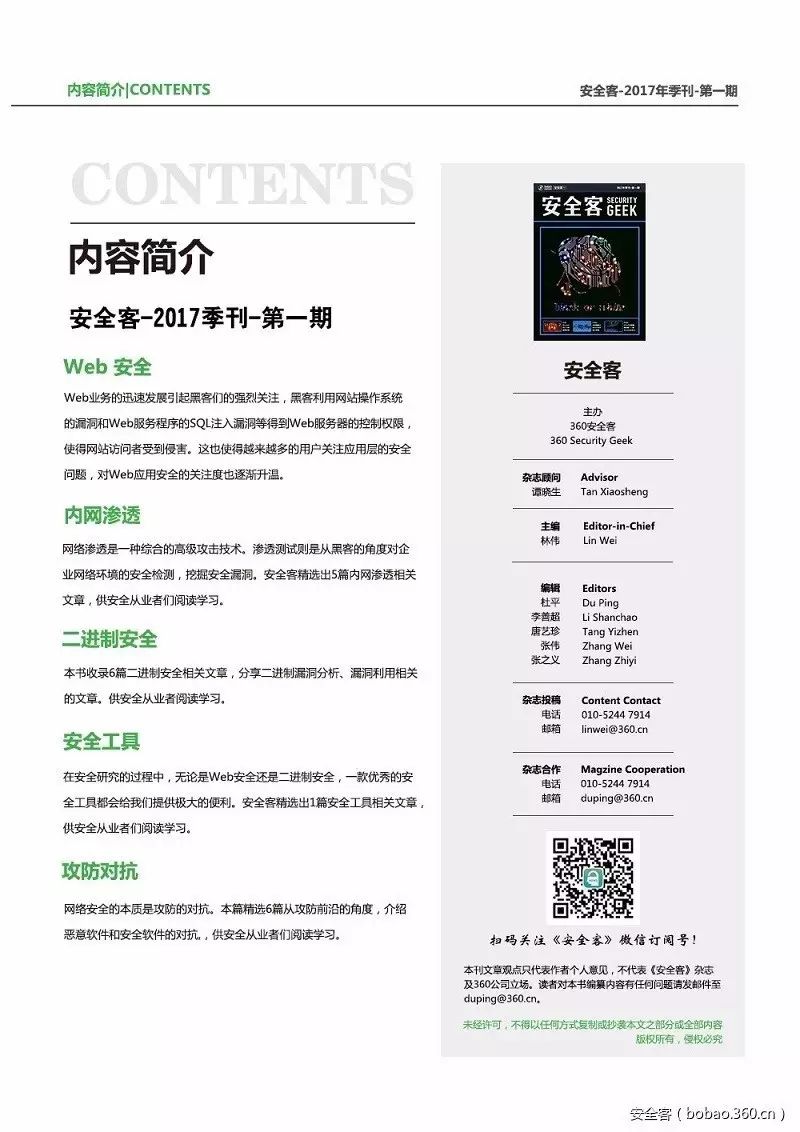 内容简介|CONTENTS
安全客-2017年季刊-第一期
CONTENTS
内容简介
安全客-2017季刊-第一期
Web 安全
Web业务的迅速发展引起黑客们的强烈关注，黑客利用网站操作系统
的漏洞和Web服务程序的SQL注入漏洞等得到Web服务器的控制权限，
使得网站访问者受到侵害。这也使得越来越多的用户关注应用层的安全
问题，对Web应用安全的关注度也逐渐升温。
内网渗透
网络渗透是一种综合的高级攻击技术。渗透测试则是从黑客的角度对企
业网络环境的安全检测，挖掘安全漏洞。安全客精选出5篇内网渗透相关
文章，供安全从业者们阅读学习。
二进制安全
本书收录6篇二进制安全相关文章，分享二进制漏洞分析、漏洞利用相关
的文章。供安全从业者阅读学习。
安全工具
在安全研究的过程中，无论是Web安全还是二进制安全，一款优秀的安
全工具都会给我们提供极大的便利。安全客精选出1篇安全工具相关文章，
供安全从业者们阅读学习。
攻防对抗
网络安全的本质是攻防的对抗。本篇精选6篇从攻防前沿的角度，介绍
恶意软件和安全软件的对抗，，供安全从业者们阅读学习。
安全客 SECURITY
GEEK
black or white
安全客
主办
360安全客
360 Security Geek
杂志顾问 Advisor
谭晓生 Tan Xiaosheng
主编 Editor-in-Chief
林伟 Lin Wei
编辑 Editors
杜平 Du Ping
李善超 Li Shanchao
唐艺珍 Tang Yizhen
张伟 Zhang Wei
张之义 Zhang Zhiyi
杂志投稿 Content Contact
电话 010-5244 7914
邮箱 linwei@360.cn
杂志合作 Magzine Cooperation
电话 010-5244 7914
邮箱 duping@360.cn
扫码关注《安全客》微信订阅号！
本刊文章观点只代表作者个人意见，不代表《安全客》杂志
及360公司立场。读者对本书编纂内容有任何问题请发邮件至
duping@360.cn。
未经许可，不得以任何方式复制或抄袭本文之部分或全部内容
版权所有，侵权必究
安全客（bobao.360.cn）